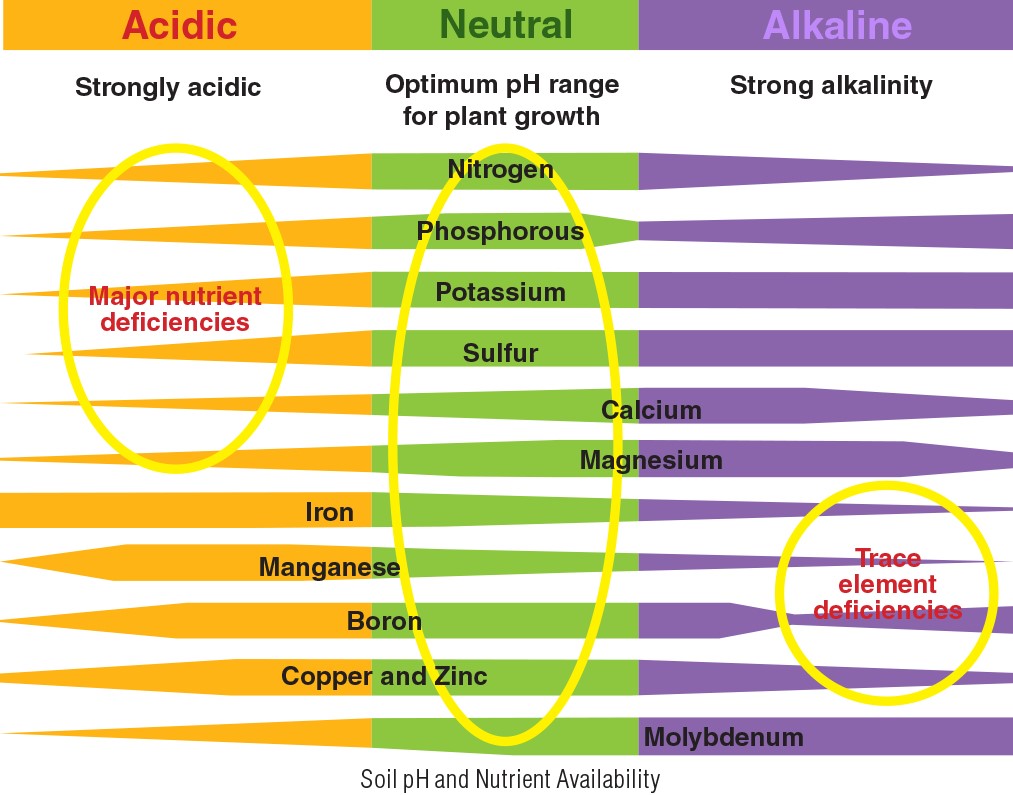 Acidic
Neutral
Alkaline
Strongly acidic
Optimum pH range
for plant growth
Strong alkalinity
Nitrogen
Phosphorous
Potassium
Major nutrient
deficiencies
Sulfur
Calcium
Magnesium
Iron
Manganese
Trace
element
deficiencies
Boron
Copper and Zinc
Molybdenum
Soil pH and Nutrient Availability